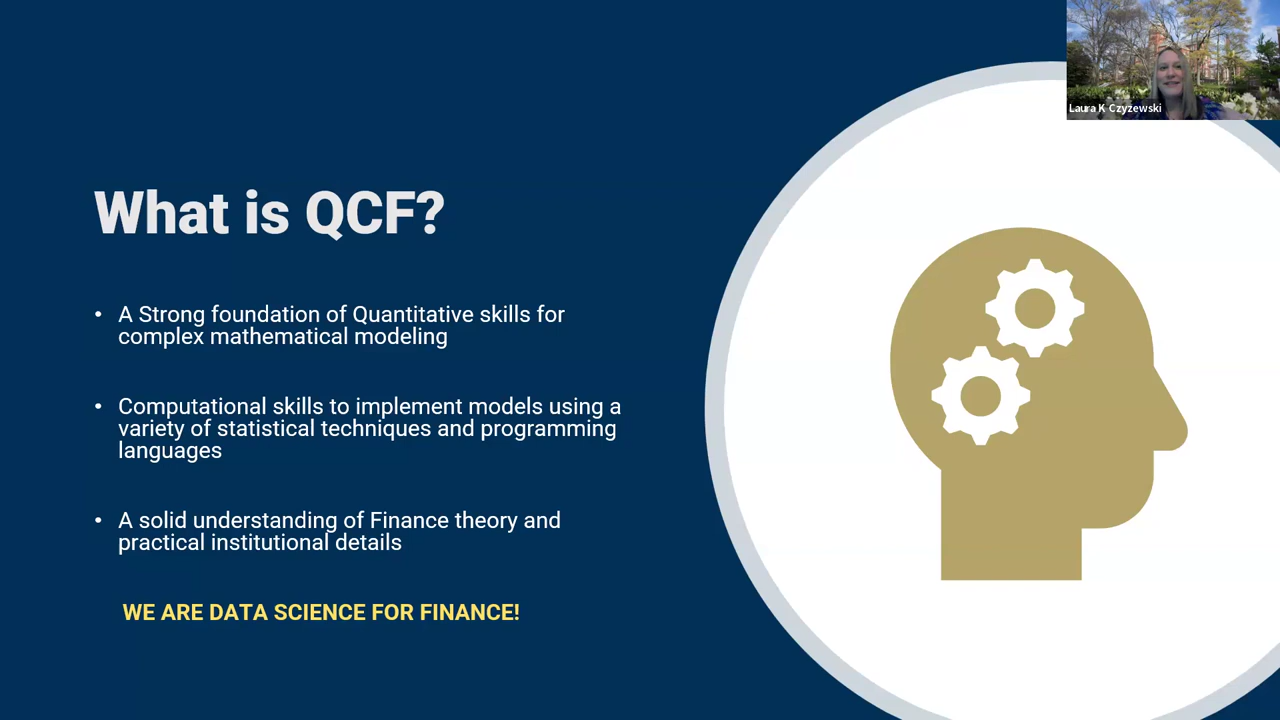 Laura K Czyzewski
What is QCF?
• A Strong foundation of Quantitative skills for
complex mathematical modeling
• Computational skills to implement models using a
variety of statistical techniques and programming
languages
• A solid understanding of Finance theory and
practical institutional details
WE ARE DATA SCIENCE FOR FINANCE!